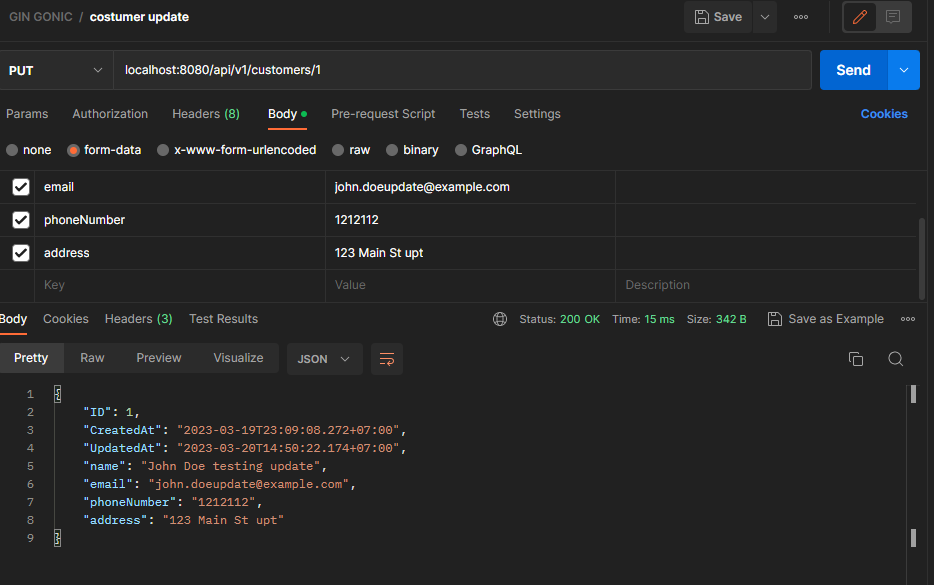 GIN GONIC / costumer update Save
PUT localhost:8080/api/v1/customers/1 Send
Params Authorization Headers (8) Body Pre-request Script Tests Settings Cookies
none form-data x-www-form-urlencoded raw binary GraphQL
email john.doeupdate@example.com
phoneNumber 1212112
address 123 Main St upt
Key Value Description
Body Cookies Headers (3) Test Results Status: 200 OK Time: 15 ms Size: 342 B Save as Example
Pretty Raw Preview Visualize JSON
1 {
2 "ID": 1,
3 "CreatedAt": "2023-03-19T23:09:08.272+07:00",
4 "UpdatedAt": "2023-03-20T14:50:22.174+07:00",
5 "name": "John Doe testing update",
6 "email": "john.doeupdate@example.com",
7 "phoneNumber": "1212112",
8 "address": "123 Main St upt"
9 }